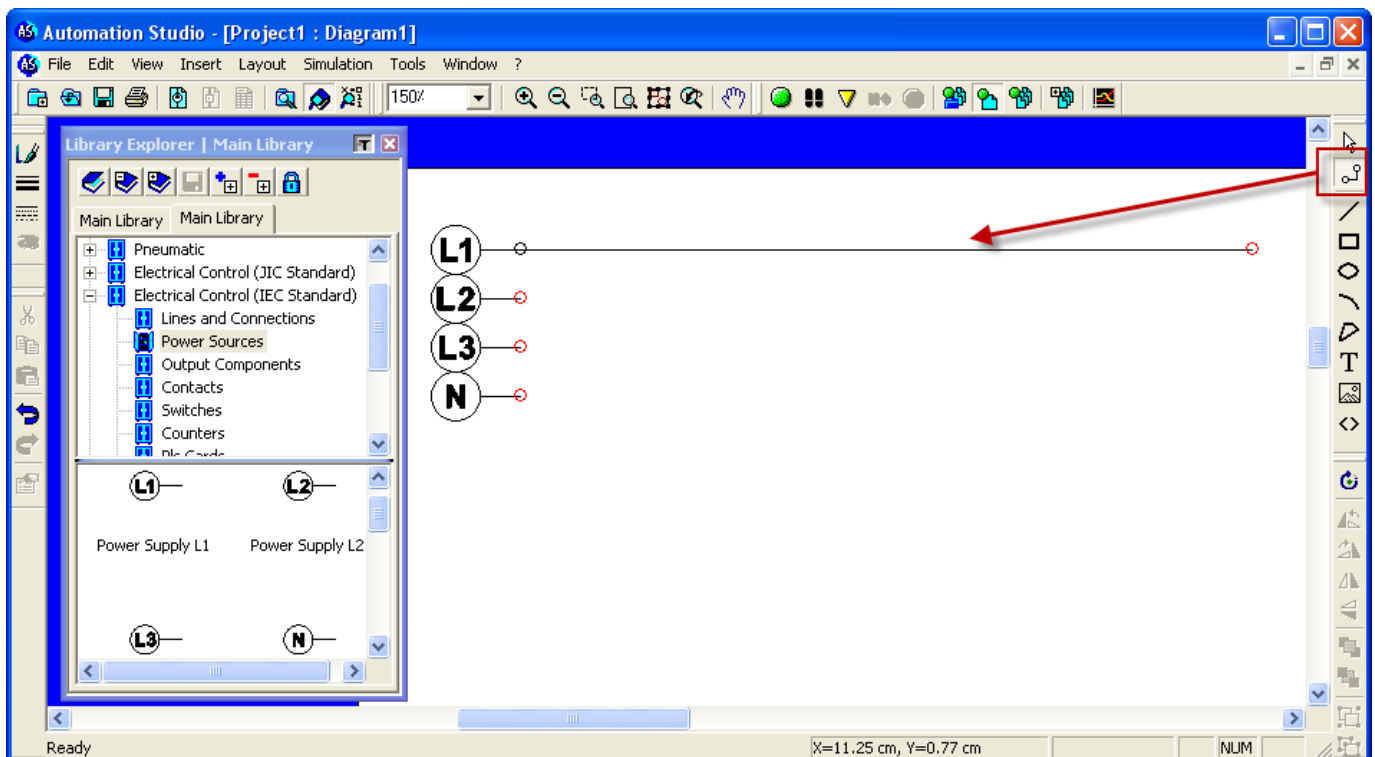 Automation Studio - [Project1 : Diagram1]
File Edit View Insert Layout Simulation Tools Window ?
150%
Library Explorer | Main Library
Main Library Main Library
Pneumatic
Electrical Control (JIC Standard)
Electrical Control (IEC Standard)
Lines and Connections
Power Sources
Output Components
Contacts
Switches
Counters
Plc Cards
L1
L2
Power Supply L1 Power Supply L2
L3
N
L1
L2
L3
N
T
Ready
X=11.25 cm, Y=0.77 cm
NUM